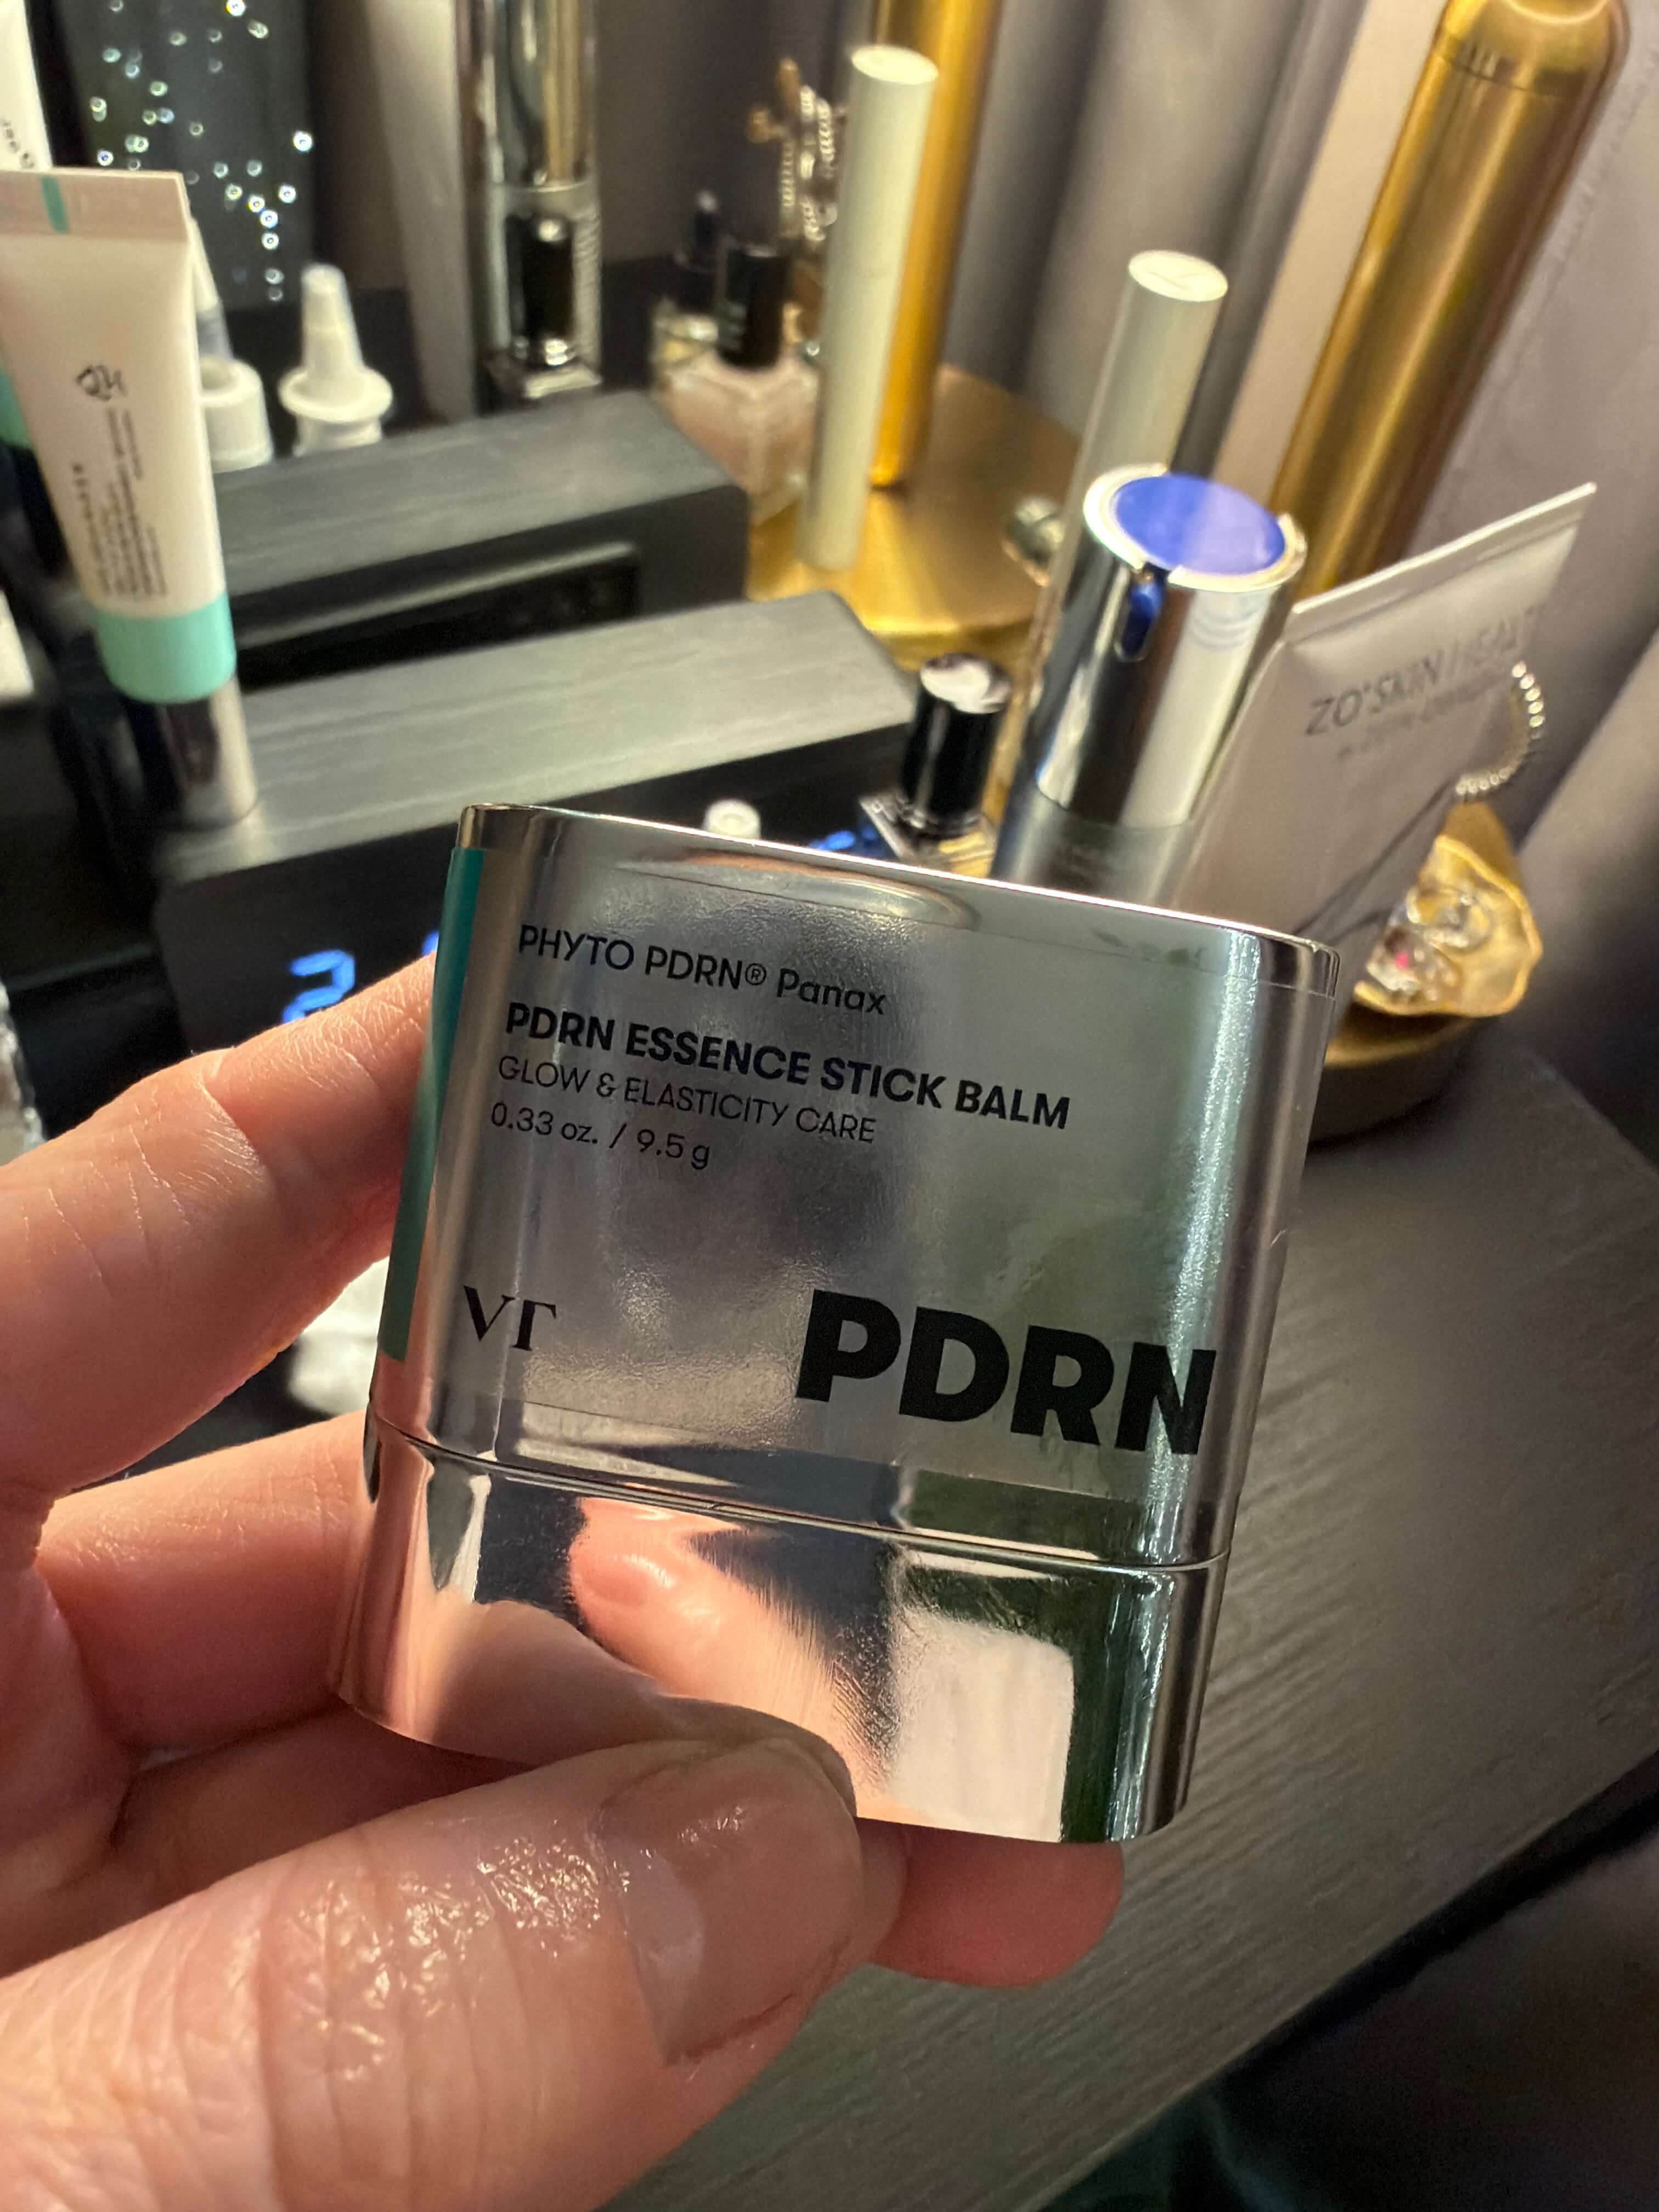 PHYTO PDRN® Panax
PDRN ESSENCE STICK BALM
GLOW & ELASTICITY CARE
0.33 oz. / 9.5 g
VT
PDRN
ZO® SKIN
2